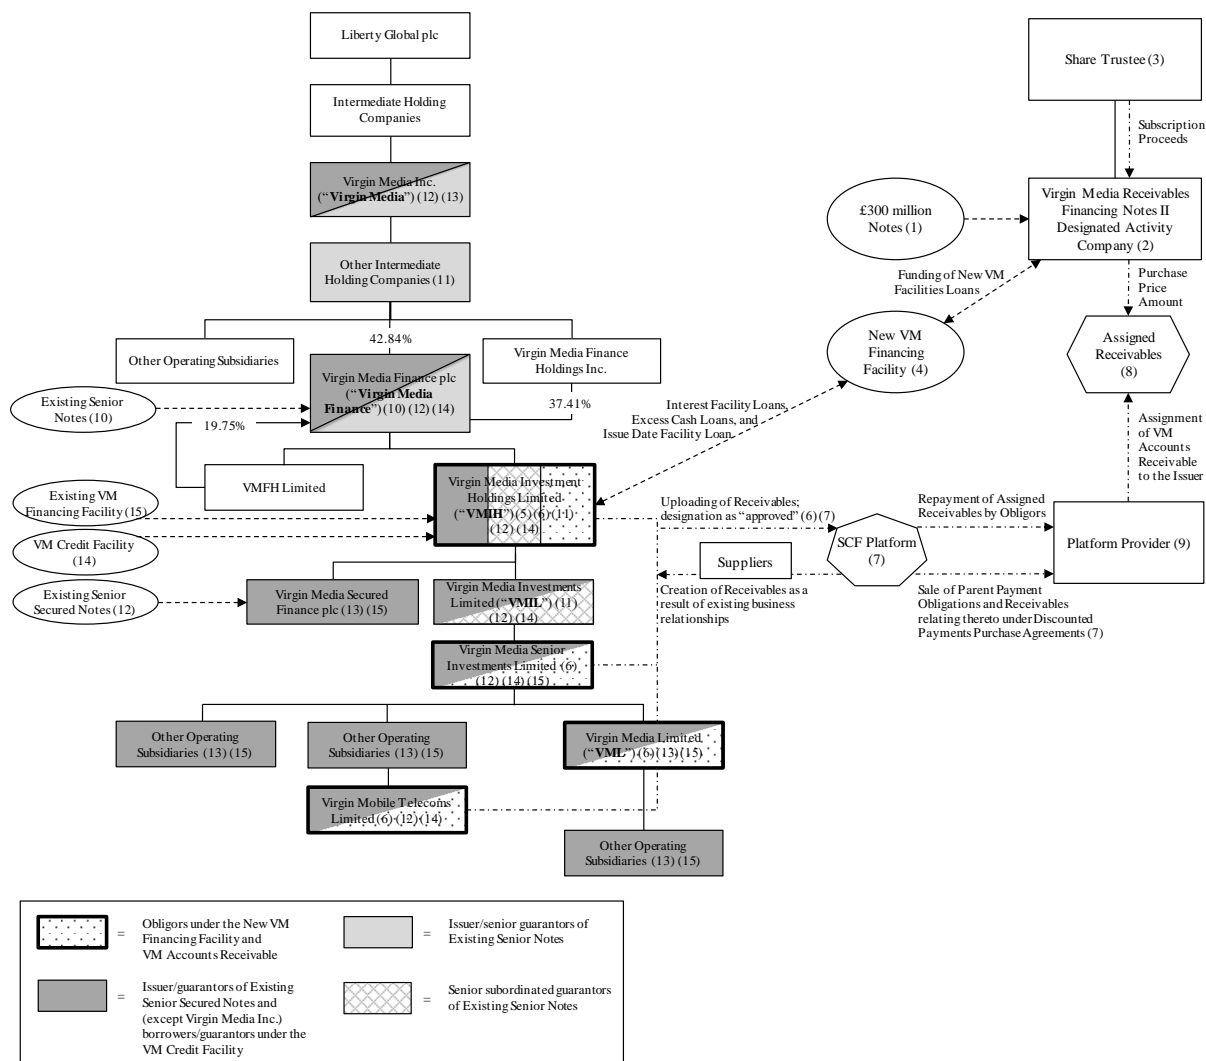 Liberty Global plc
Intermediate Holding
Companies
Virgin Media Inc.
(“Virgin Media”) (12) (13)
Other Intermediate
Holding Companies (11)
42.84%
Other Operating Subsidiaries
Virgin Media Finance
Holdings Inc.
Virgin Media Finance plc
(“Virgin Media
Finance”) (10) (12) (14)
37.41%
Existing Senior
Notes (10)
19.75%
VMFH Limited
Existing VM
Financing Facility (15)
VM Credit Facility
(14)
Existing Senior
Secured Notes (12)
Virgin Media Investment
Holdings Limited
(“VMIH”) (5) (6) (11)
(12) (14)
Virgin Media Secured
Finance plc (13) (15)
Virgin Media Investments
Limited (“VMIL”) (11)
(12) (14)
Virgin Media Senior
Investments Limited (6)
(12) (14) (15)
Other Operating
Subsidiaries (13) (15)
Other Operating
Subsidiaries (13) (15)
Virgin Media Limited
(“VML”) (6) (13) (15)
Virgin Mobile Telecoms
Limited (6) (12) (14)
Other Operating
Subsidiaries (13) (15)
Share Trustee (3)
Subscription
Proceeds
£300 million
Notes (1)
Virgin Media Receivables
Financing Notes II
Designated Activity
Company (2)
Funding of New VM
Facilities Loans
Purchase
Price
Amount
New VM
Financing
Facility (4)
Assigned
Receivables
(8)
Interest Facility Loans,
Excess Cash Loans, and
Issue Date Facility Loan
Assignment
of VM
Accounts
Receivable
to the Issuer
Uploading of Receivables;
designation as “approved” (6) (7)
SCF Platform
(7)
Repayment of Assigned
Receivables by Obligors
Platform Provider (9)
Suppliers
Creation of Receivables as a
result of existing business
relationships
Sale of Parent Payment
Obligations and Receivables
relating thereto under Discounted
Payments Purchase Agreements (7)
= Obligors under the New VM
Financing Facility and
VM Accounts Receivable
= Issuer/senior guarantors of
Existing Senior Notes
= Issuer/guarantors of Existing
Senior Secured Notes and
(except Virgin Media Inc.)
borrowers/guarantors under the
VM Credit Facility
= Senior subordinated guarantors
of Existing Senior Notes